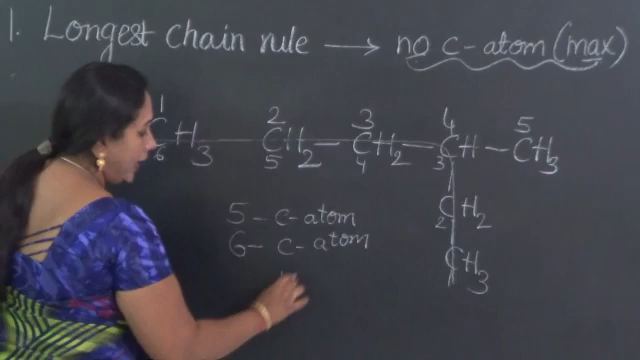 1. Longest chain rule → no c-atom (max)
1 2 3 4 5
CH3 — CH2 — CH2 — CH — CH3
6 5 4 3
2 CH2
CH3
5 - c-atom
6 - c-atom